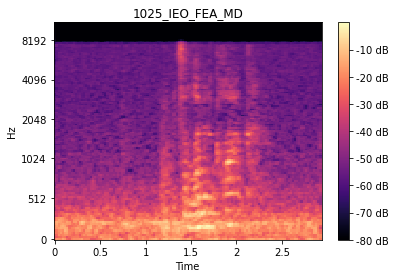 1025_IEO_FEA_MD
8192
4096
2048
1024
512
0
Hz
0
0.5
1
1.5
2
2.5
Time
-10 dB
-20 dB
-30 dB
-40 dB
-50 dB
-60 dB
-70 dB
-80 dB